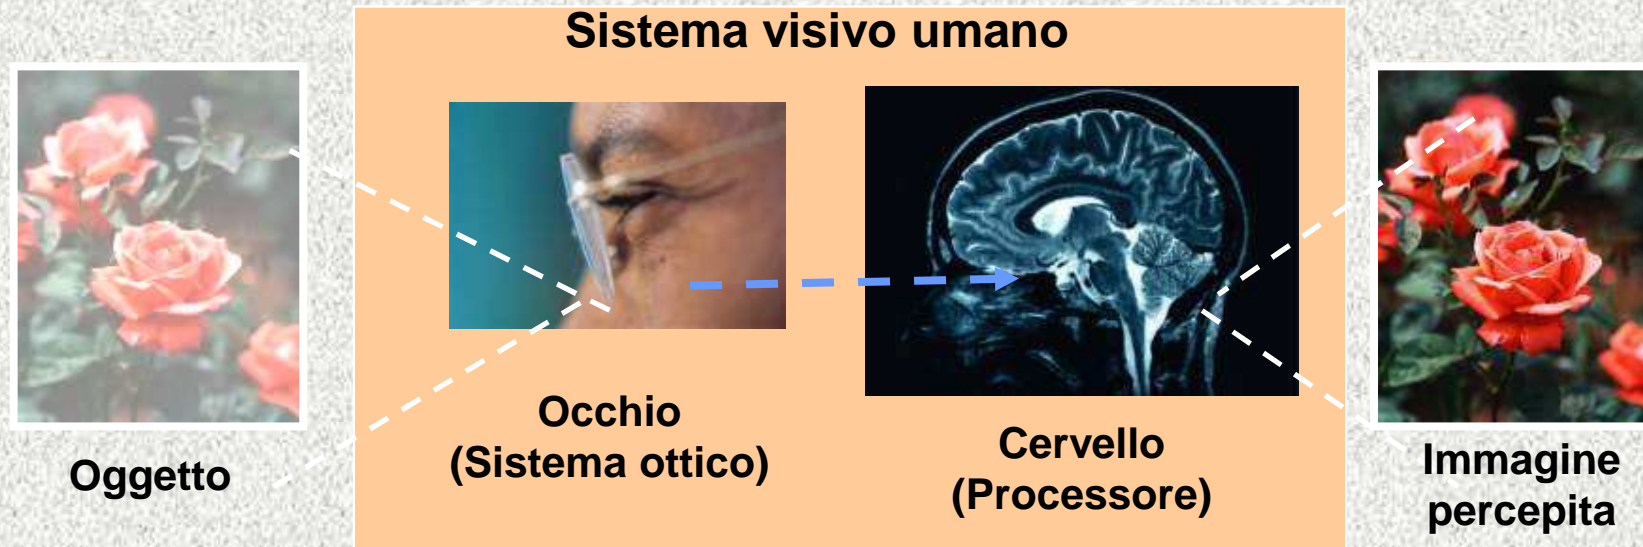 Sistema visivo umano
Oggetto
Occhio
(Sistema ottico)
Cervello
(Processore)
Immagine
percepita